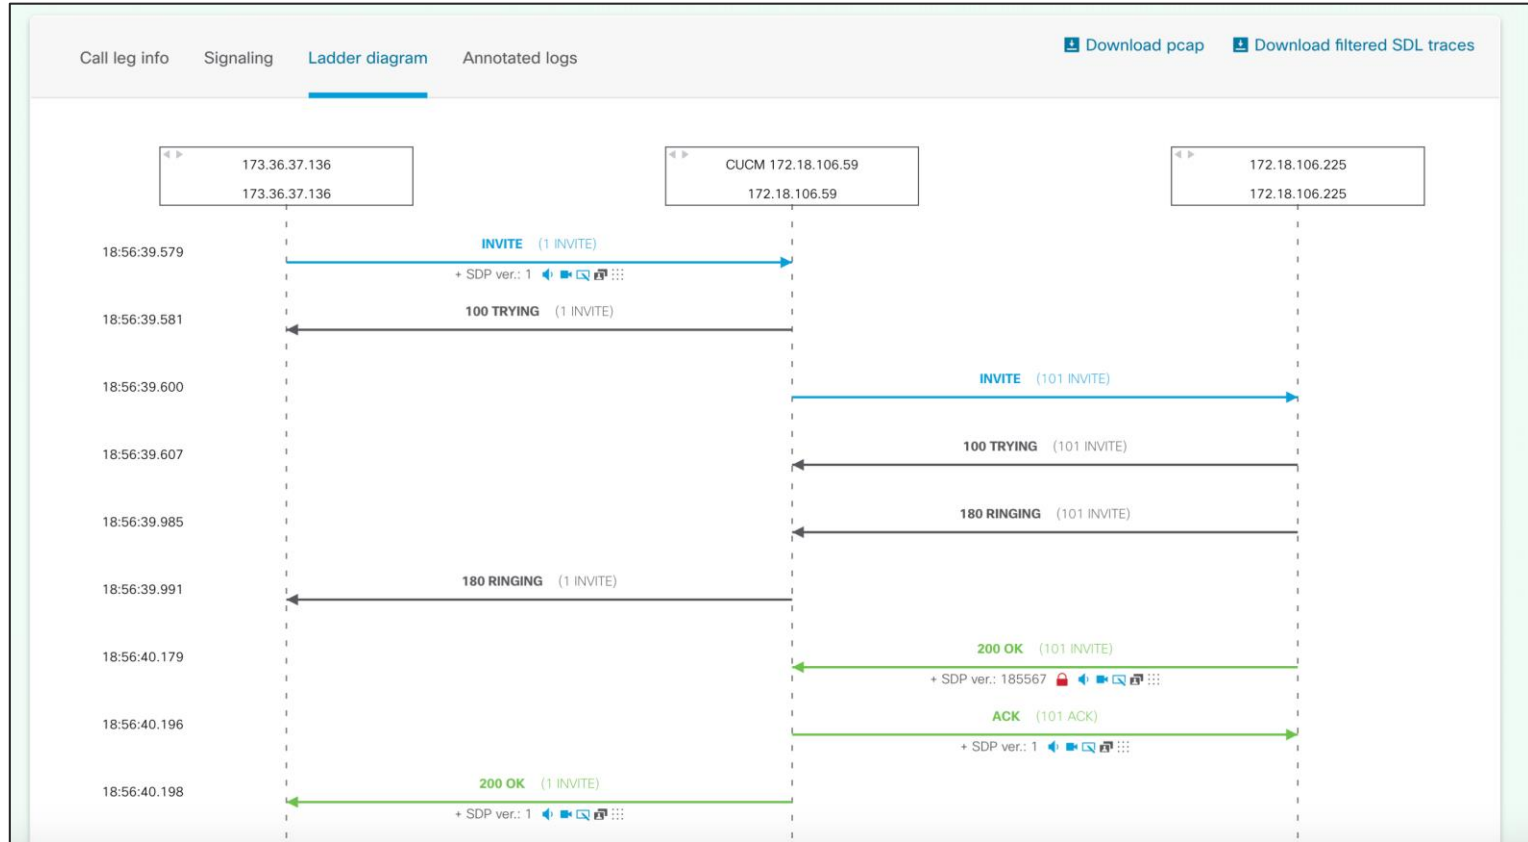 Call leg info Signaling Ladder diagram Annotated logs Download pcap Download filtered SDL traces
173.36.37.136 CUCM 172.18.106.59 172.18.106.225
173.36.37.136 172.18.106.59 172.18.106.225
INVITE (1 INVITE)
18:56:39.579
+ SDP ver.: 1
100 TRYING (1 INVITE)
18:56:39.581
INVITE (101 INVITE)
18:56:39.600
100 TRYING (101 INVITE)
18:56:39.607
180 RINGING (101 INVITE)
18:56:39.985
180 RINGING (1 INVITE)
18:56:39.991
200 OK (101 INVITE)
18:56:40.179
+ SDP ver.: 185567
ACK (101 ACK)
18:56:40.196
+ SDP ver.: 1
200 OK (1 INVITE)
18:56:40.198
+ SDP ver.: 1